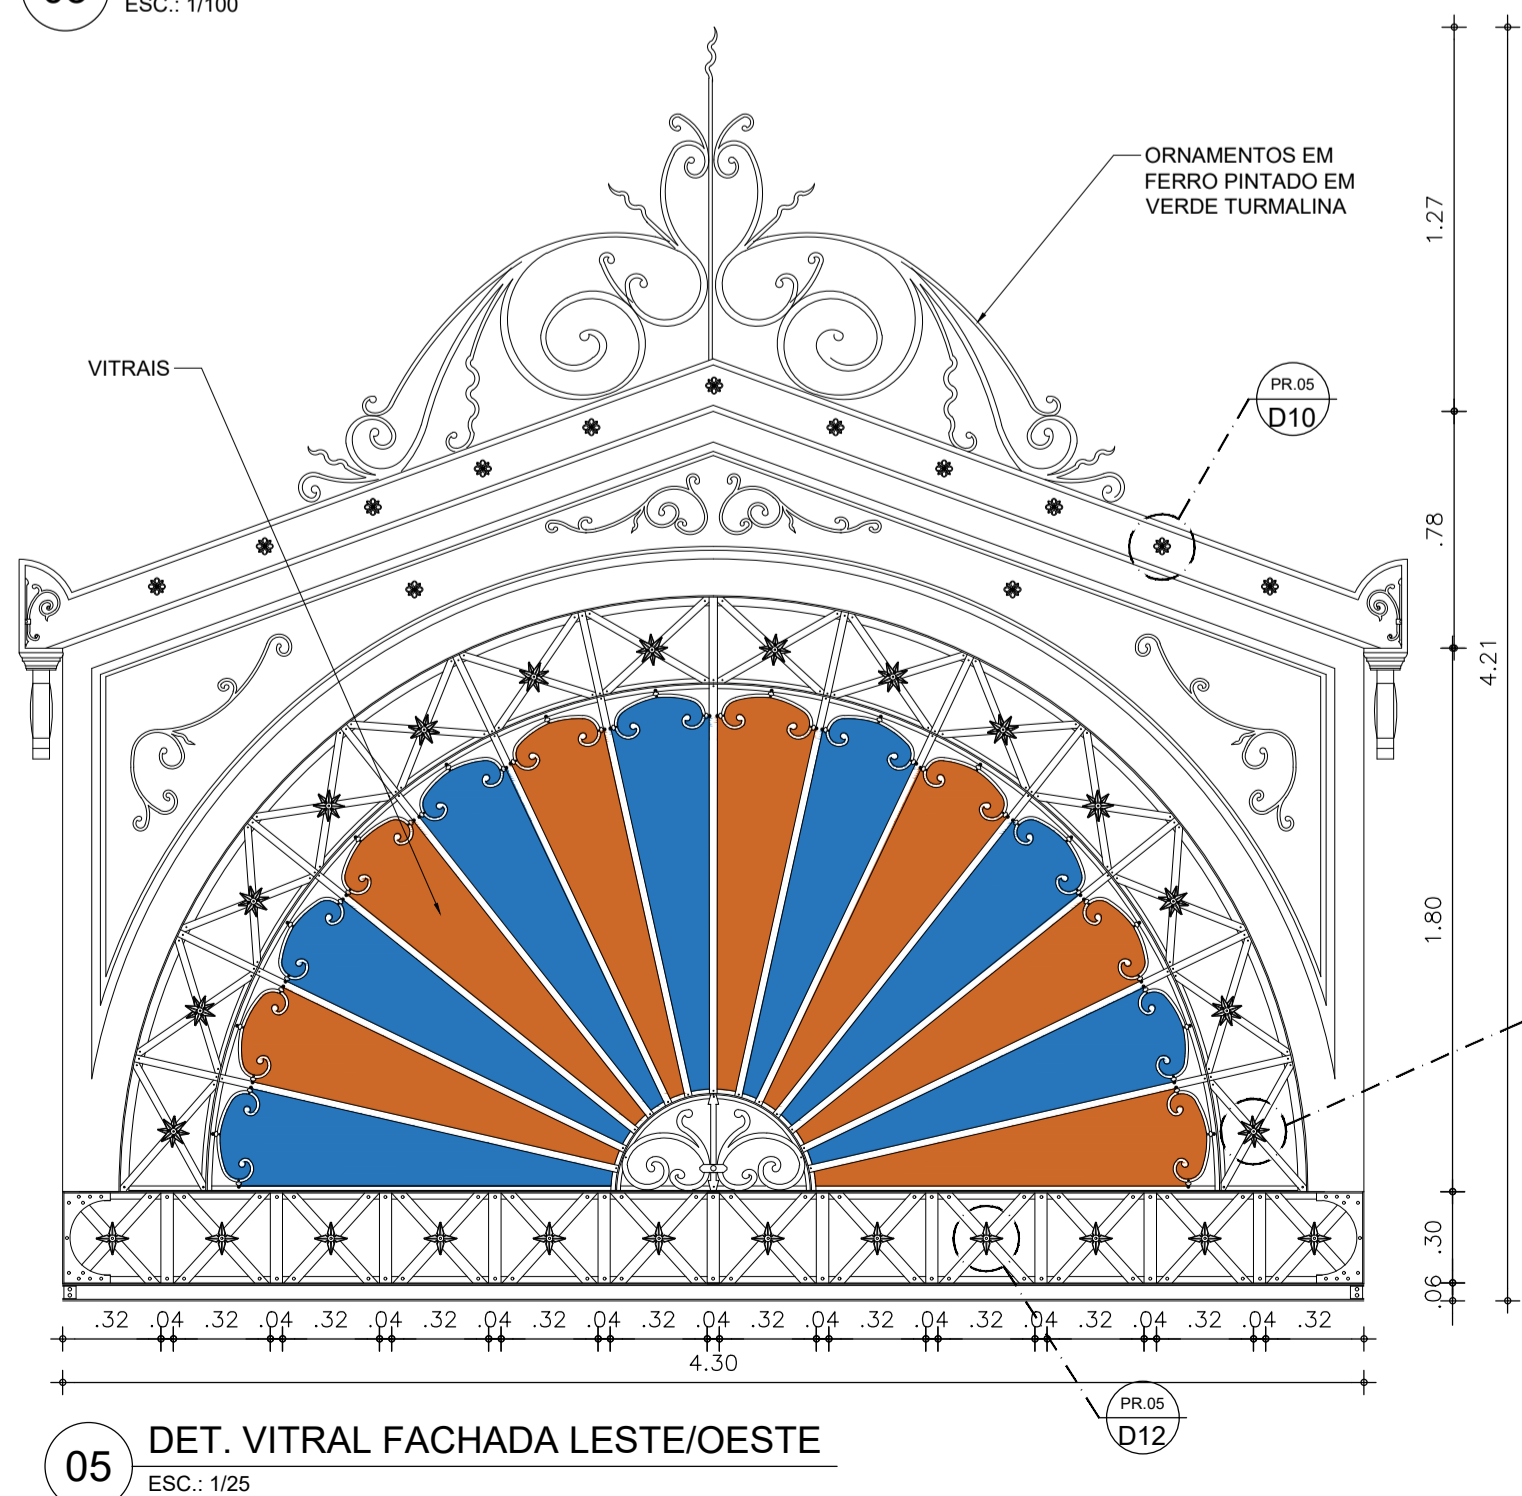 ESC.: 1/100
ORNAMENTOS EM
FERRO PINTADO EM
VERDE TURMALINA
1.27
VITRAIS
PR.05
D10
.78
4.21
1.80
.30
.06
.32 .04 .32 .04 .32 .04 .32 .04 .32 .04 .32 .04 .32 .04 .32 .04 .32 .04 .32 .04 .32 .04 .32
4.30
PR.05
D12
05
DET. VITRAL FACHADA LESTE/OESTE
ESC.: 1/25